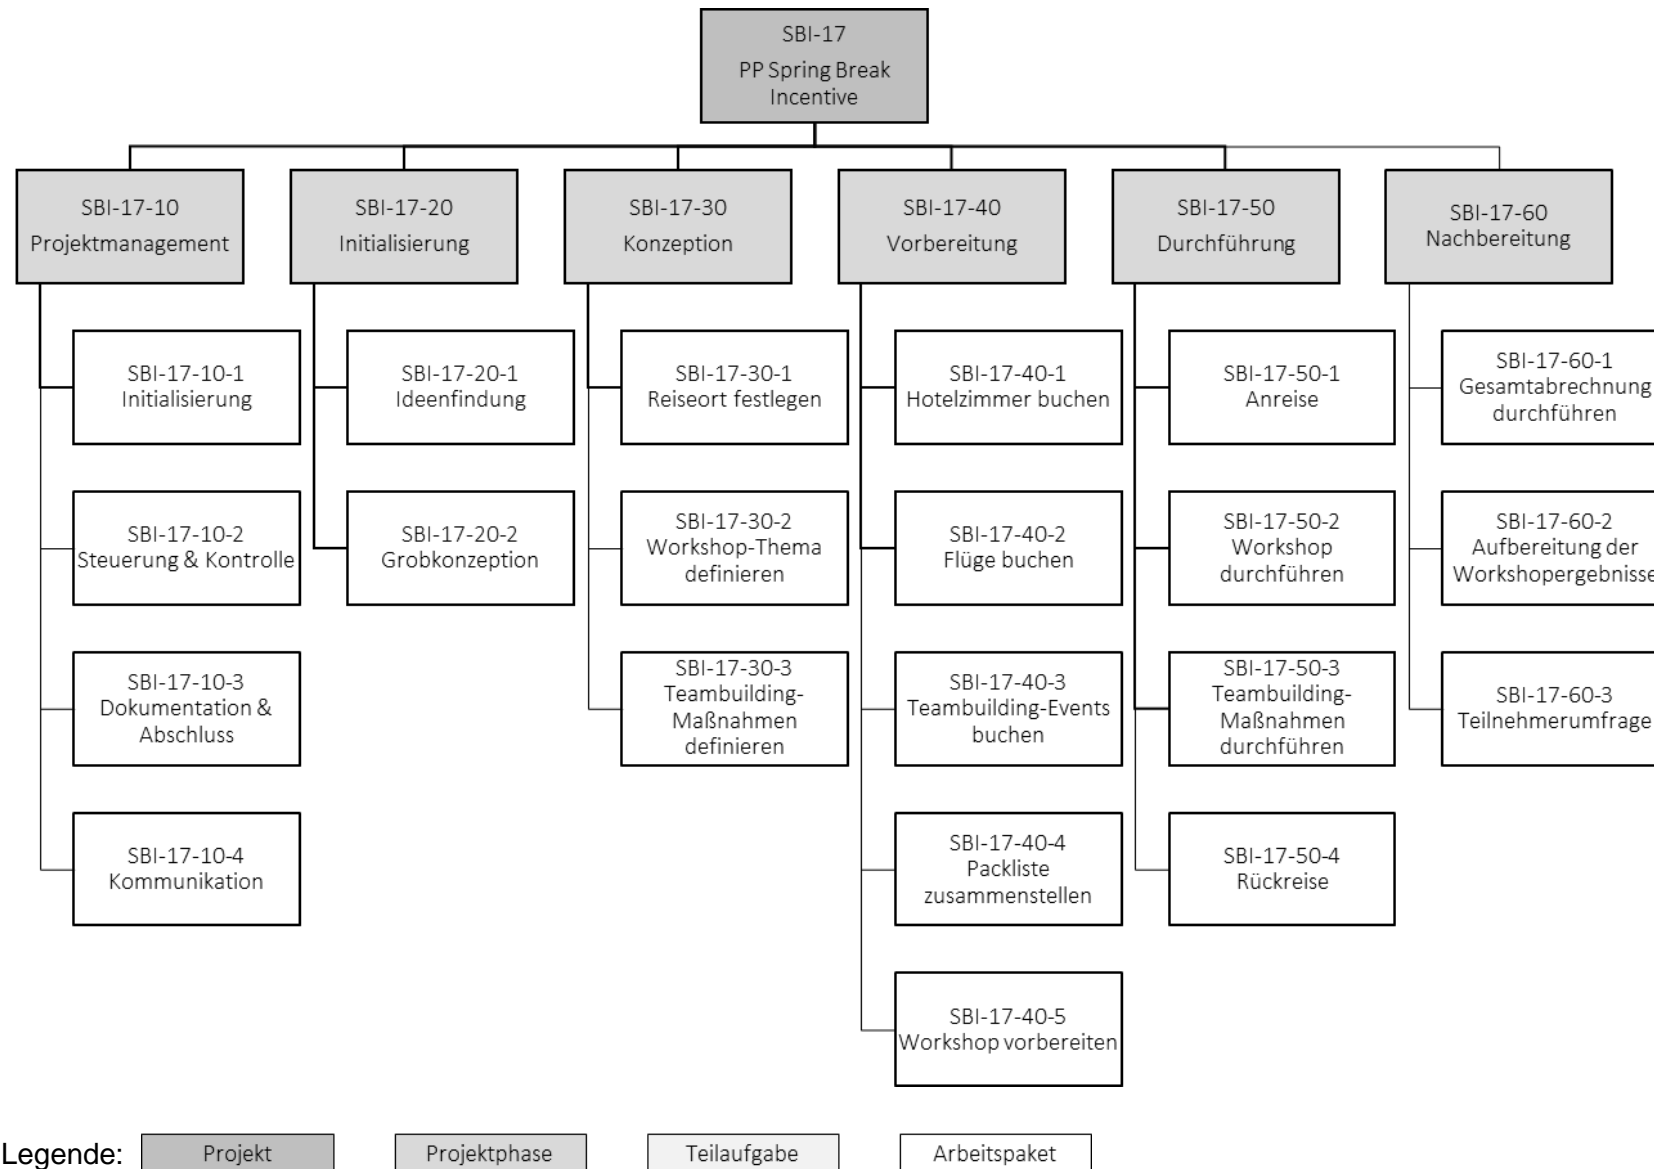 SBI-17
PP Spring Break
Incentive
SBI-17-10
Projektmanagement
SBI-17-20
Initialisierung
SBI-17-30
Konzeption
SBI-17-40
Vorbereitung
SBI-17-50
Durchführung
SBI-17-60
Nachbereitung
SBI-17-10-1
Initialisierung
SBI-17-20-1
Ideenfindung
SBI-17-30-1
Reiseort festlegen
SBI-17-40-1
Hotelzimmer buchen
SBI-17-50-1
Anreise
SBI-17-60-1
Gesamtabrechnung
durchführen
SBI-17-10-2
Steuerung & Kontrolle
SBI-17-20-2
Grobkonzeption
SBI-17-30-2
Workshop-Thema
definieren
SBI-17-40-2
Flüge buchen
SBI-17-50-2
Workshop
durchführen
SBI-17-60-2
Aufbereitung der
Workshopergebnisse
SBI-17-10-3
Dokumentation &
Abschluss
SBI-17-30-3
Teambuilding-
Maßnahmen
definieren
SBI-17-40-3
Teambuilding-Events
buchen
SBI-17-50-3
Teambuilding-
Maßnahmen
durchführen
SBI-17-60-3
Teilnehmerumfrage
SBI-17-10-4
Kommunikation
SBI-17-40-4
Packliste
zusammenstellen
SBI-17-50-4
Rückreise
SBI-17-40-5
Workshop vorbereiten
Legende:
Projekt
Projektphase
Teilaufgabe
Arbeitspaket